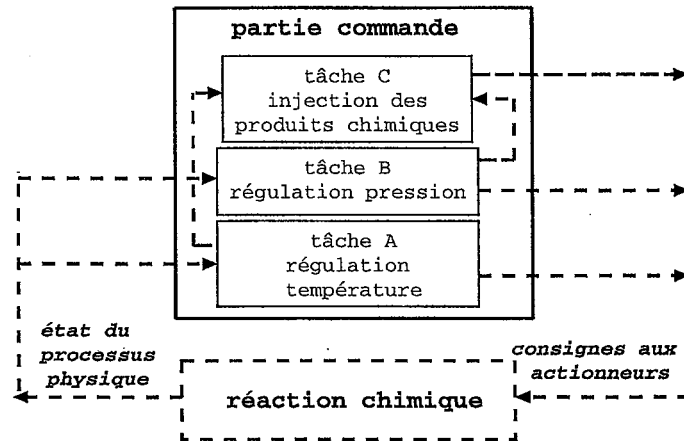 partie commande
tâche C
injection des
produits chimiques
tâche B
régulation pression
tâche A
régulation
température
état du
processus
physique
consignes aux
actionneurs
réaction chimique